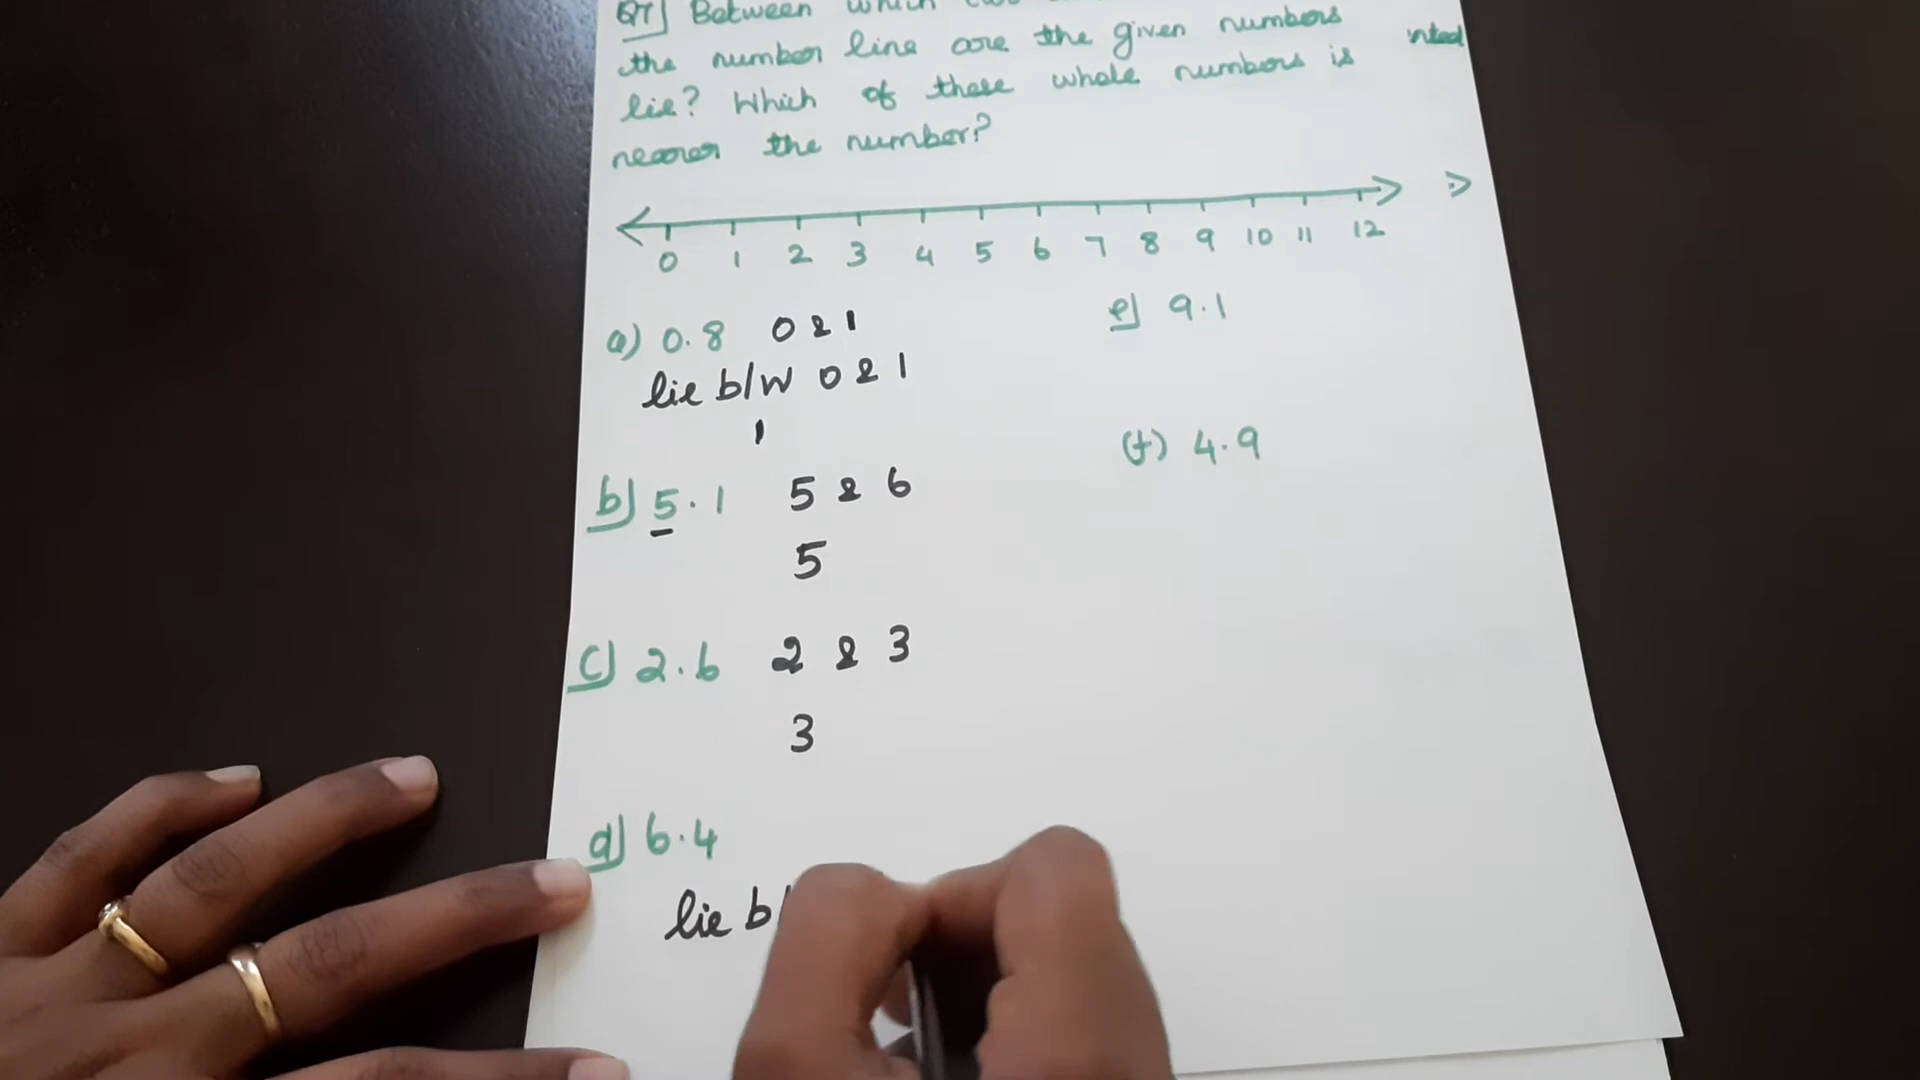 Q7] Between which two
the number line are the given numbers
lie? Which of these whole numbers is
nearer the number?
0 1 2 3 4 5 6 7 8 9 10 11 12
a) 0.8 0 & 1
lie b/w 0 & 1
1
b] 5.1 5 & 6
5
c] 2.6 2 & 3
3
d] 6.4
lie b/
e] 9.1
(f) 4.9